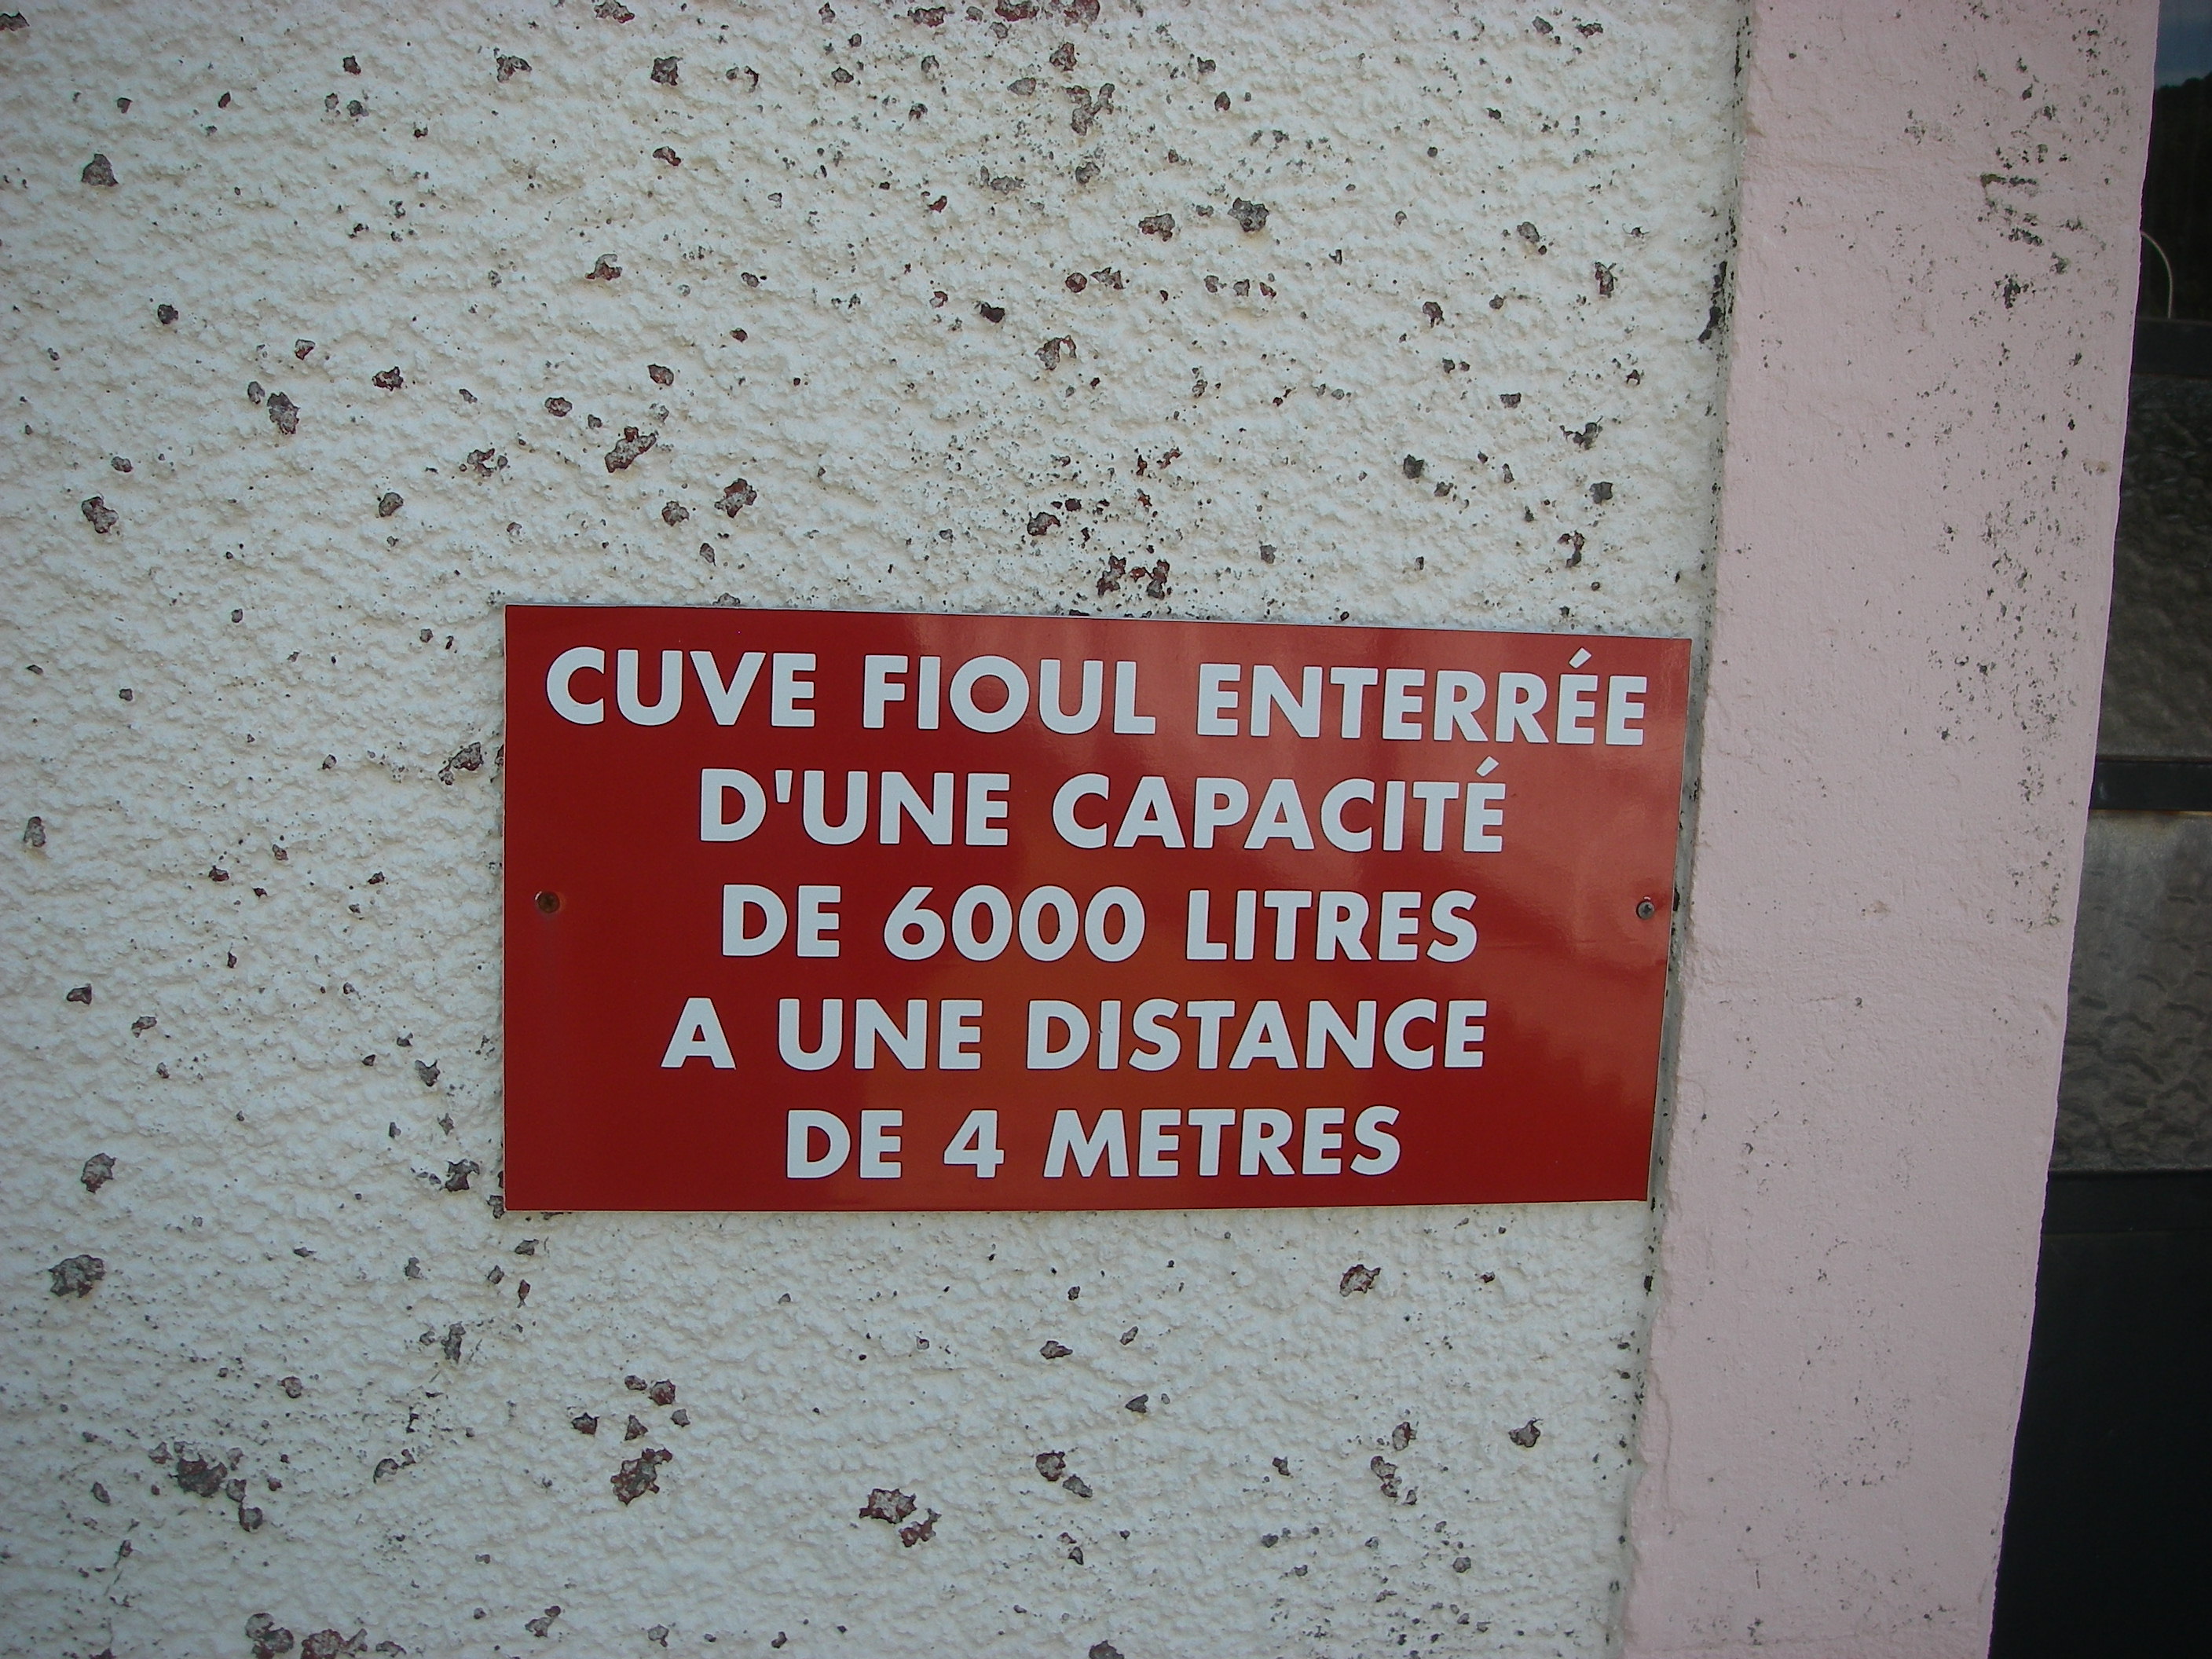 CUVE FIOUL ENTERRÉE
D'UNE CAPACITÉ
DE 6000 LITRES
A UNE DISTANCE
DE 4 METRES